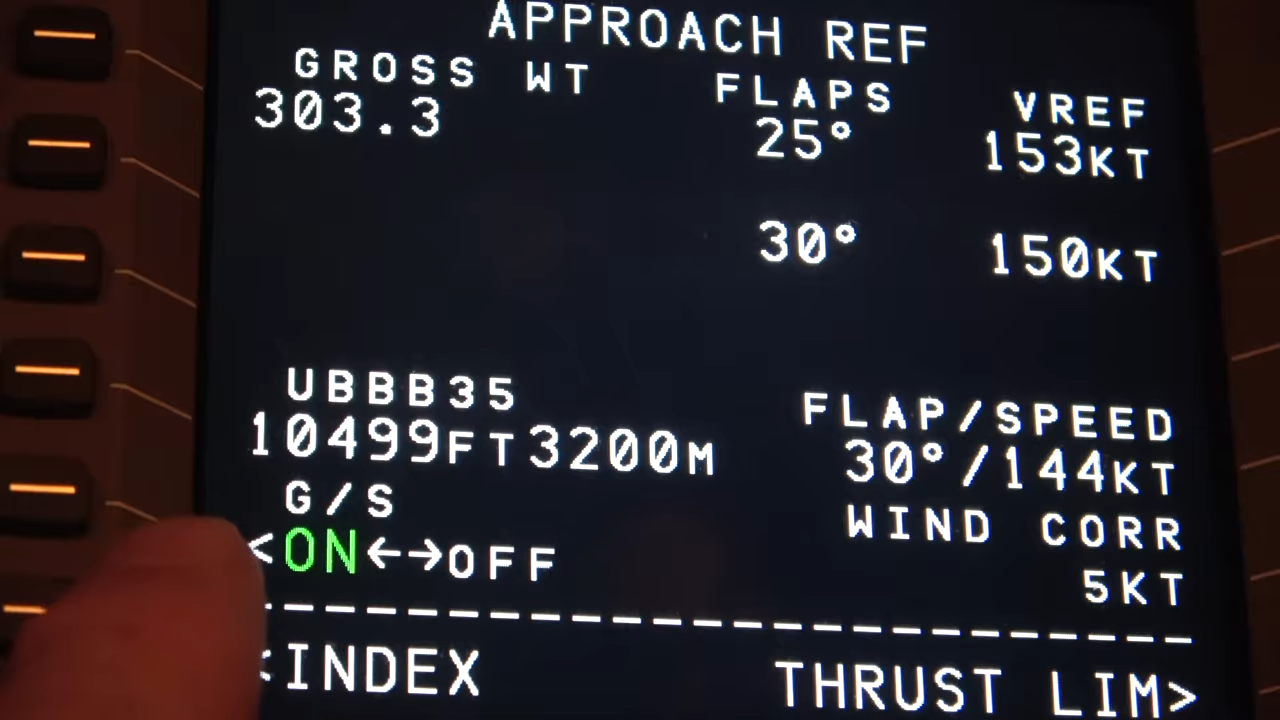 APPROACH REF
GROSS WT FLAPS VREF
303.3 25° 153KT
30° 150KT
UBBB35 FLAP/SPEED
10499FT3200M 30°/144KT
G/S WIND CORR
<ON←→OFF 5KT
--------------------
<INDEX THRUST LIM>